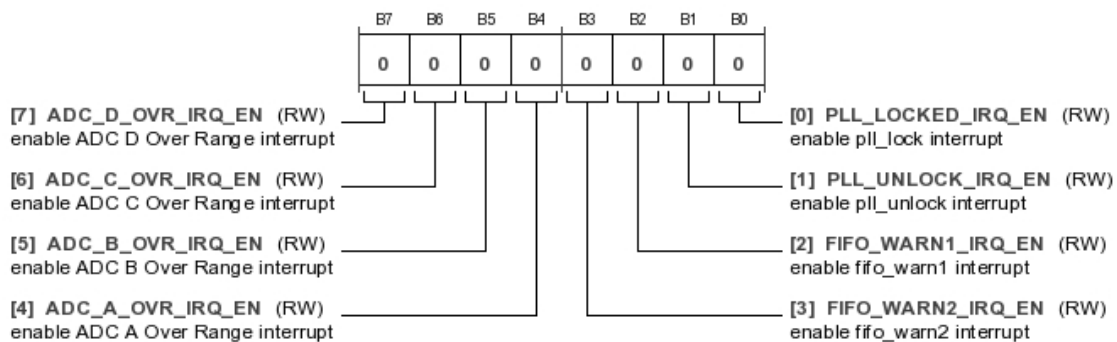 B7 B6 B5 B4 B3 B2 B1 B0
0 0 0 0 0 0 0 0
[7] ADC_D_OVR_IRQ_EN (RW)
enable ADC D Over Range interrupt
[6] ADC_C_OVR_IRQ_EN (RW)
enable ADC C Over Range interrupt
[5] ADC_B_OVR_IRQ_EN (RW)
enable ADC B Over Range interrupt
[4] ADC_A_OVR_IRQ_EN (RW)
enable ADC A Over Range interrupt
[0] PLL_LOCKED_IRQ_EN (RW)
enable pll_lock interrupt
[1] PLL_UNLOCK_IRQ_EN (RW)
enable pll_unlock interrupt
[2] FIFO_WARN1_IRQ_EN (RW)
enable fifo_warn1 interrupt
[3] FIFO_WARN2_IRQ_EN (RW)
enable fifo_warn2 interrupt